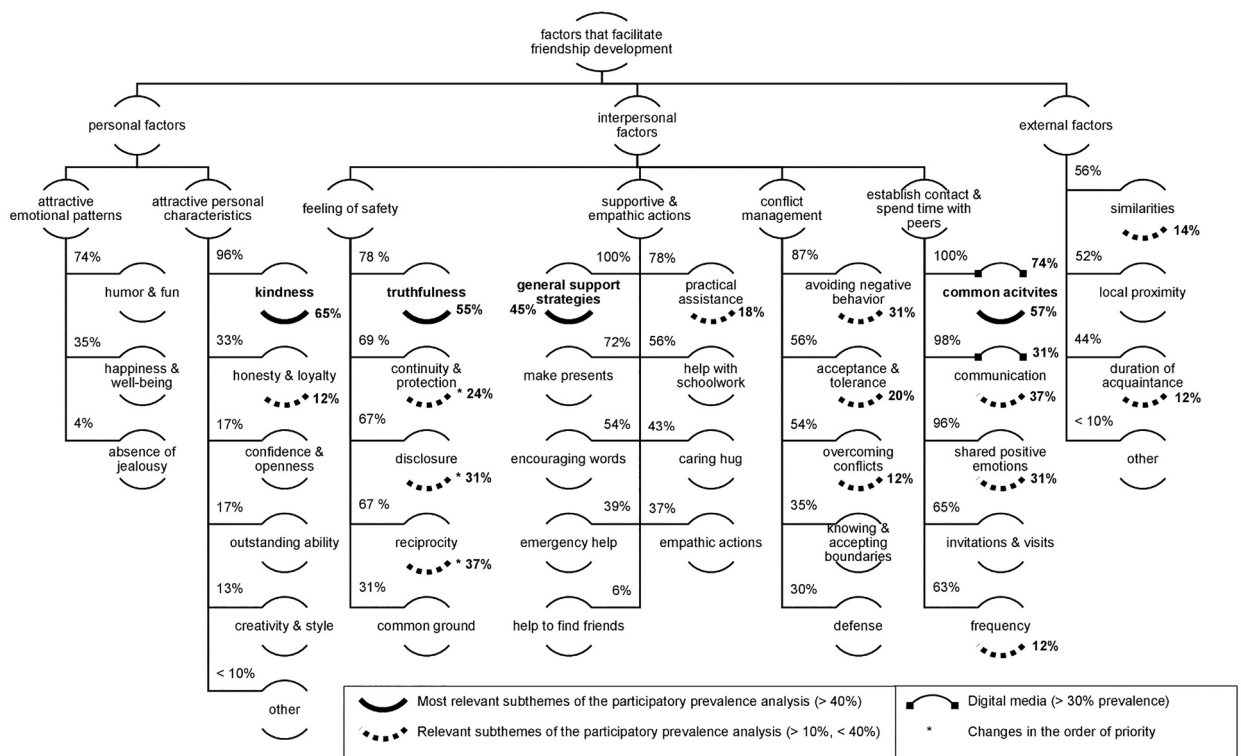 factors that facilitate
friendship development
personal factors
interpersonal
factors
external factors
attractive
emotional patterns
74%
humor & fun
35%
happiness &
well-being
4%
absence of
jealousy
attractive personal
characteristics
96%
kindness
65%
33%
honesty & loyalty
12%
17%
confidence &
openness
17%
outstanding ability
13%
creativity & style
< 10%
other
feeling of safety
78 %
truthfulness
55%
69 %
continuity &
protection
* 24%
67%
disclosure
* 31%
67 %
reciprocity
* 37%
31%
common ground
supportive &
empathic actions
100%
general support
strategies
45%
72%
make presents
54%
encouraging words
39%
emergency help
6%
help to find friends
78%
practical
assistance
18%
56%
help with
schoolwork
43%
caring hug
37%
empathic actions
conflict
management
87%
avoiding negative
behavior
31%
56%
acceptance &
tolerance
20%
54%
overcoming
conflicts
12%
35%
knowing &
accepting
boundaries
30%
defense
establish contact &
spend time with
peers
100%
74%
common acitvites
57%
98%
31%
communication
37%
96%
shared positive
emotions
31%
65%
invitations & visits
63%
frequency
12%
56%
similarities
14%
52%
local proximity
44%
duration of
acquaintance
12%
< 10%
other
Most relevant subthemes of the participatory prevalence analysis (> 40%)
Relevant subthemes of the participatory prevalence analysis (> 10%, < 40%)
Digital media (> 30% prevalence)
* Changes in the order of priority